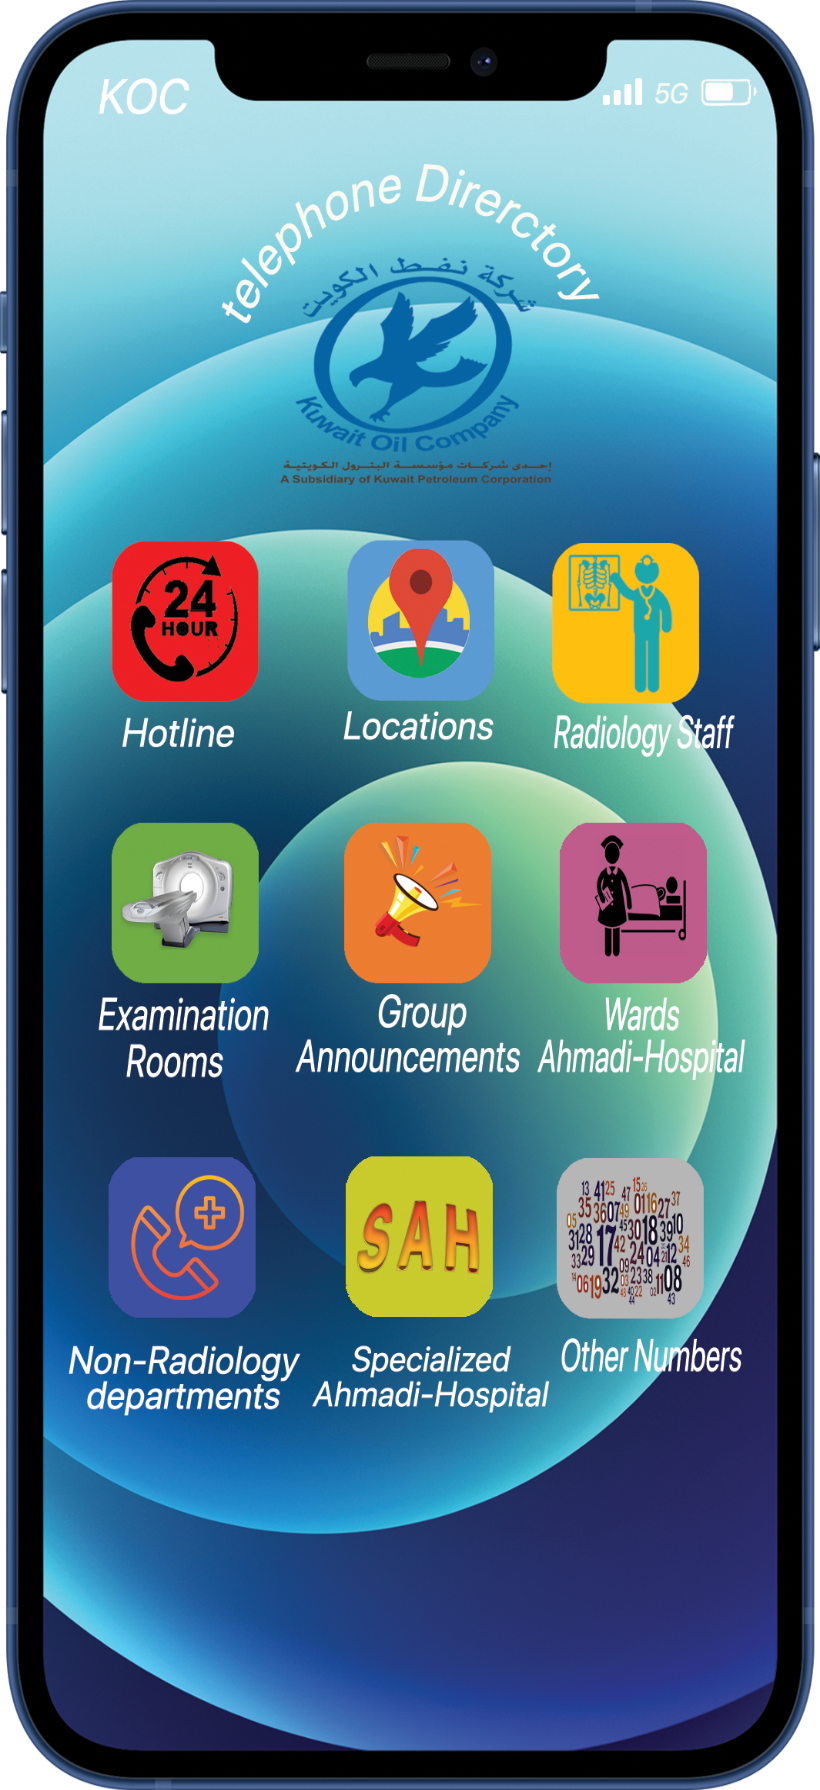 KOC
5G
telephone Direrctory
شركة نفط الكويت
Kuwait Oil Company
إحدى شركات مؤسسة البترول الكويتية
A Subsidiary of Kuwait Petroleum Corporation
24
HOUR
Hotline
Locations
Radiology Staff
Examination
Rooms
Group
Announcements
Wards
Ahmadi-Hospital
SAH
Non-Radiology
departments
Specialized
Ahmadi-Hospital
Other Numbers